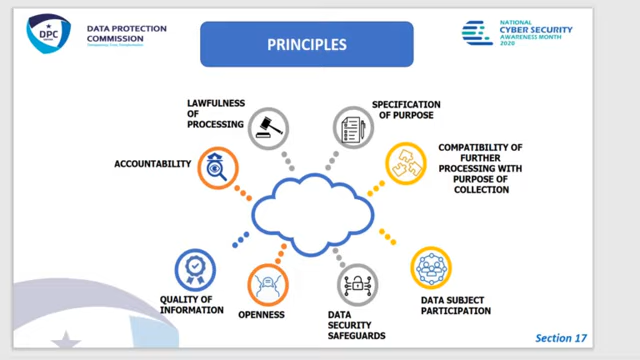 DPC
DATA PROTECTION
COMMISSION
PRINCIPLES
NATIONAL
CYBER SECURITY
AWARENESS MONTH
2020
LAWFULNESS
OF
PROCESSING
SPECIFICATION
OF PURPOSE
ACCOUNTABILITY
COMPATIBILITY OF
FURTHER
PROCESSING WITH
PURPOSE OF
COLLECTION
QUALITY OF
INFORMATION
OPENNESS
DATA
SECURITY
SAFEGUARDS
DATA SUBJECT
PARTICIPATION
Section 17